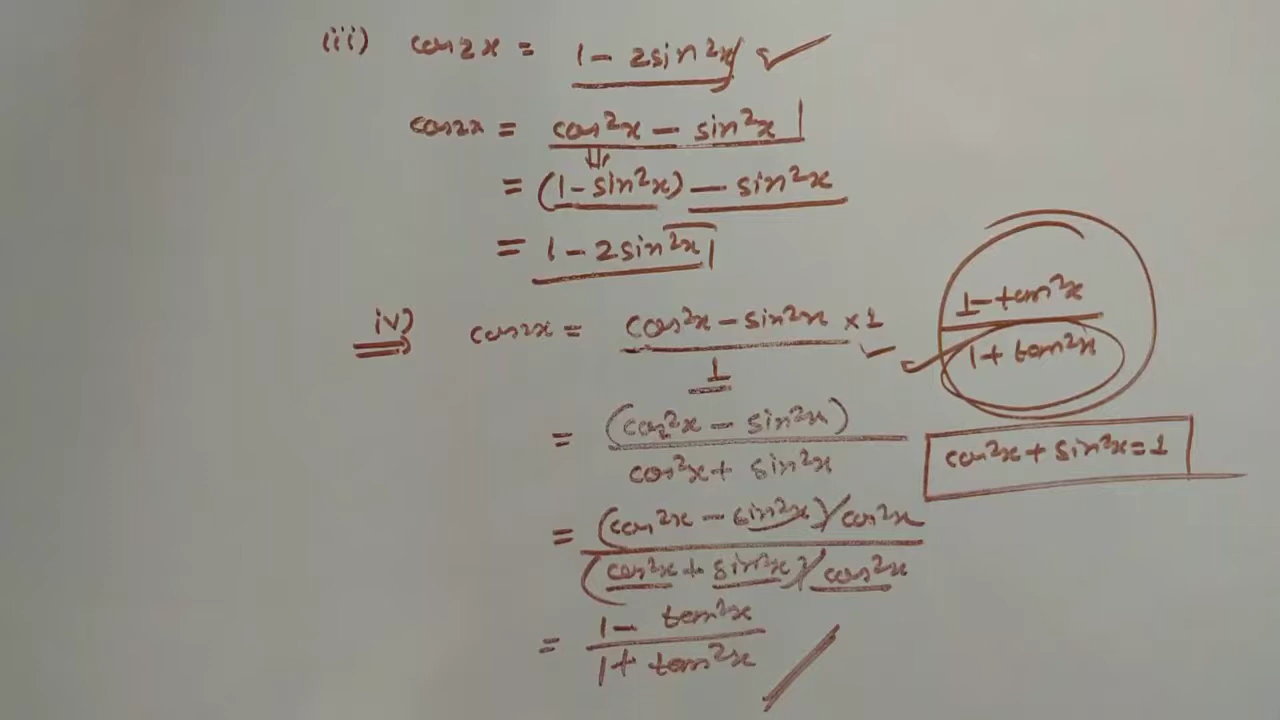 (iii) cos2x = 1 - 2sin²x
cos2x = cos²x - sin²x
= (1 - sin²x) - sin²x
= 1 - 2sin²x
iv) cos2x = cos²x - sin²x × 1
1
= (cos²x - sin²x)
cos²x + sin²x
= (cos²x - sin²x)/cos²x
(cos²x + sin²x)/cos²x
= 1 - tan²x
1 + tan²x
1 - tan²x
1 + tan²x
cos²x + sin²x = 1